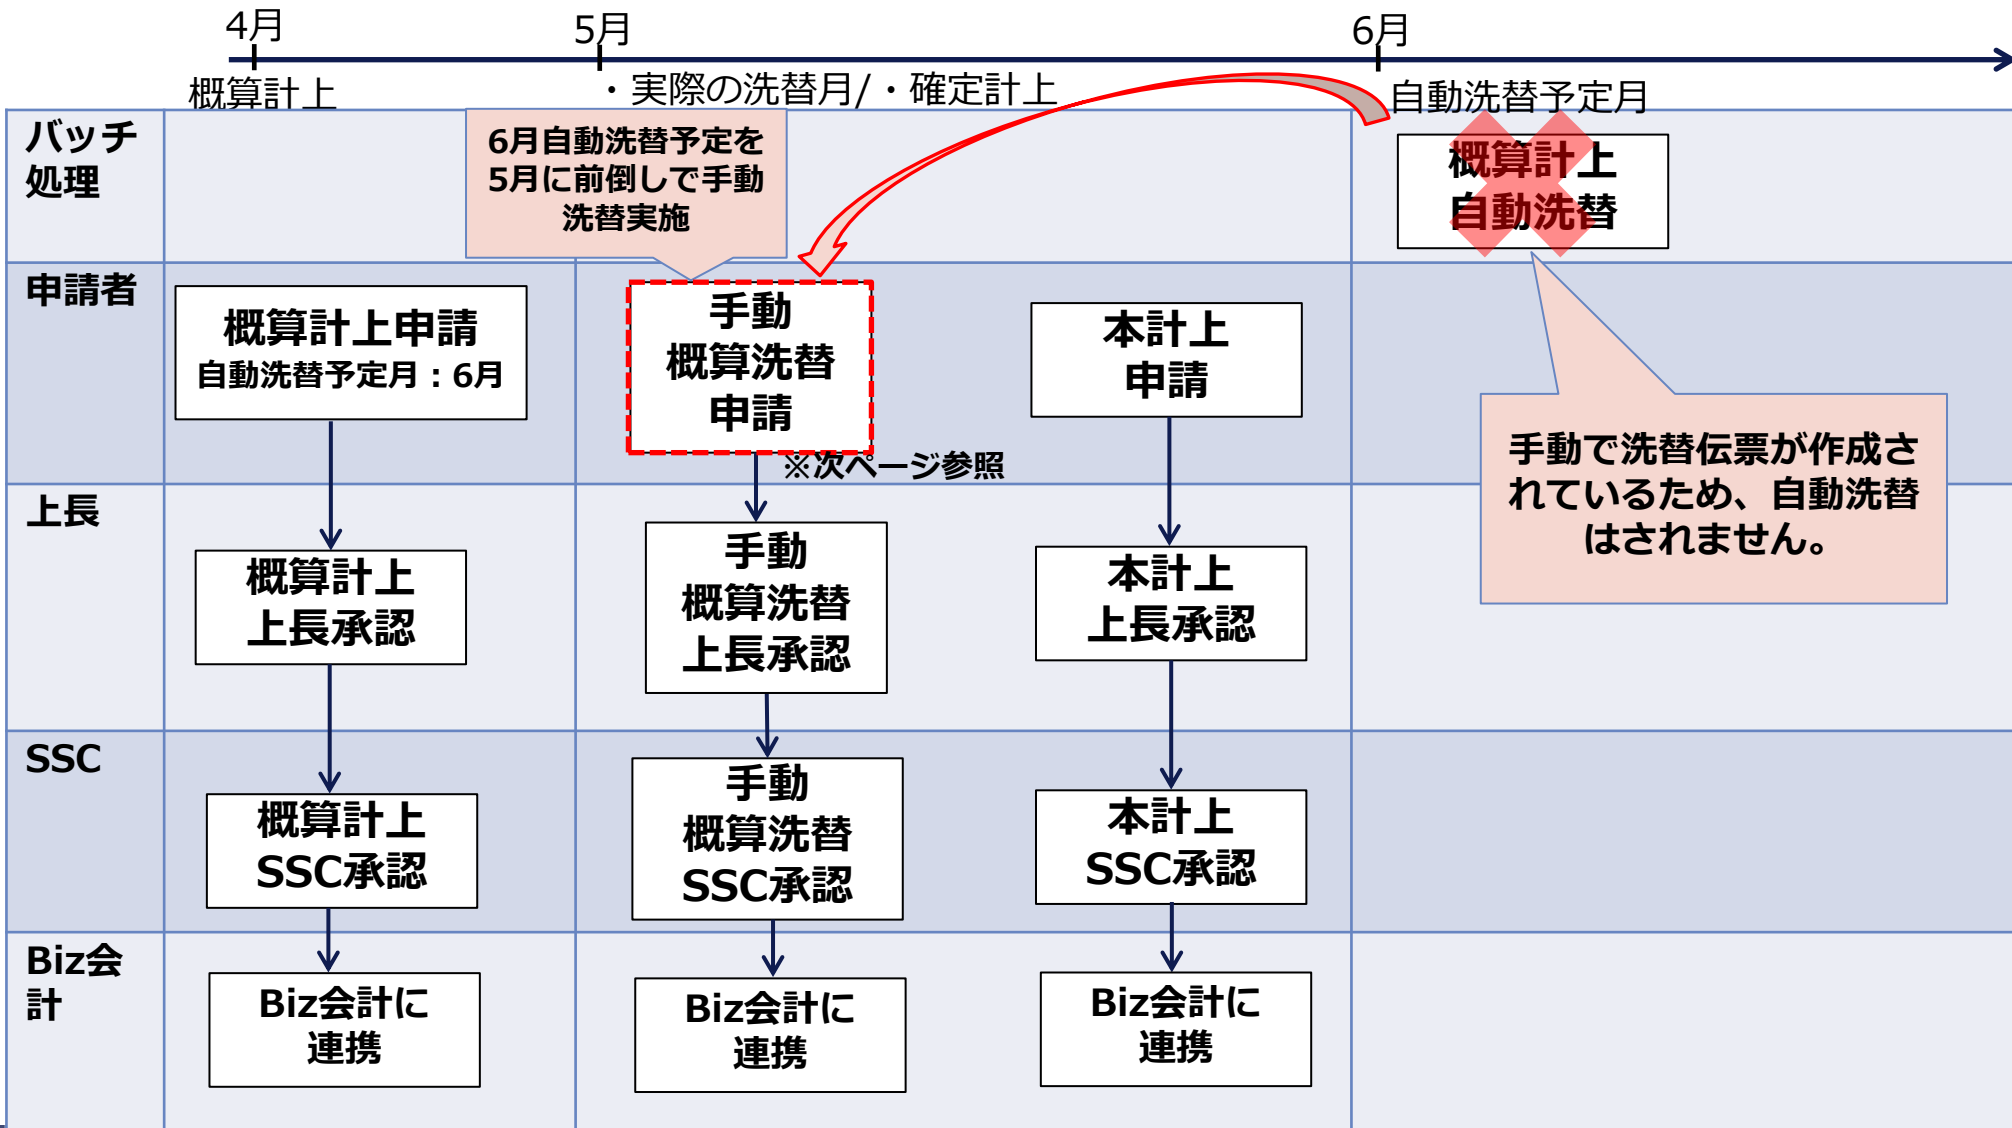 4月
5月
6月
概算計上
・実際の洗替月/・確定計上
自動洗替予定月
バッチ
処理
6月自動洗替予定を
5月に前倒しで手動
洗替実施
概算計上
自動洗替
申請者
概算計上申請
自動洗替予定月：6月
手動
概算洗替
申請
※次ページ参照
本計上
申請
手動で洗替伝票が作成さ
れているため、自動洗替
はされません。
上長
概算計上
上長承認
手動
概算洗替
上長承認
本計上
上長承認
SSC
概算計上
SSC承認
手動
概算洗替
SSC承認
本計上
SSC承認
Biz会
計
Biz会計に
連携
Biz会計に
連携
Biz会計に
連携